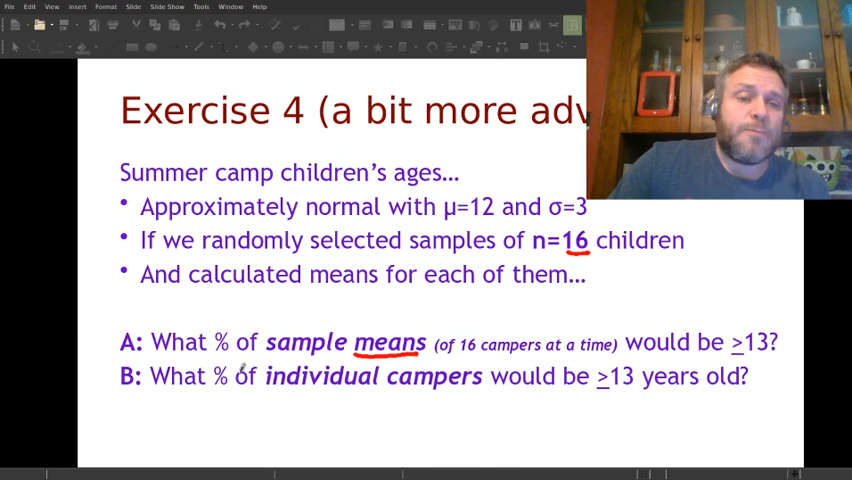 File Edit View Insert Format Slide Slide Show Tools Window Help
Exercise 4 (a bit more adv
Summer camp children's ages…
• Approximately normal with µ=12 and σ=3
• If we randomly selected samples of n=16 children
• And calculated means for each of them…
A: What % of sample means (of 16 campers at a time) would be >13?
B: What % of individual campers would be >13 years old?